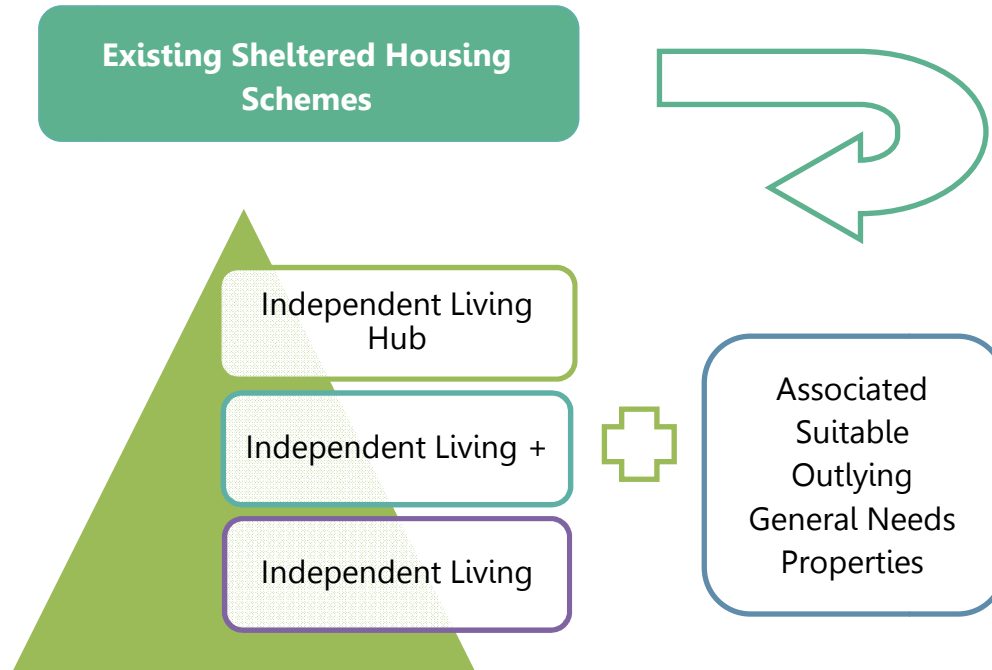 Existing Sheltered Housing
Schemes
Independent Living
Hub
Independent Living +
Independent Living
Associated
Suitable
Outlying
General Needs
Properties